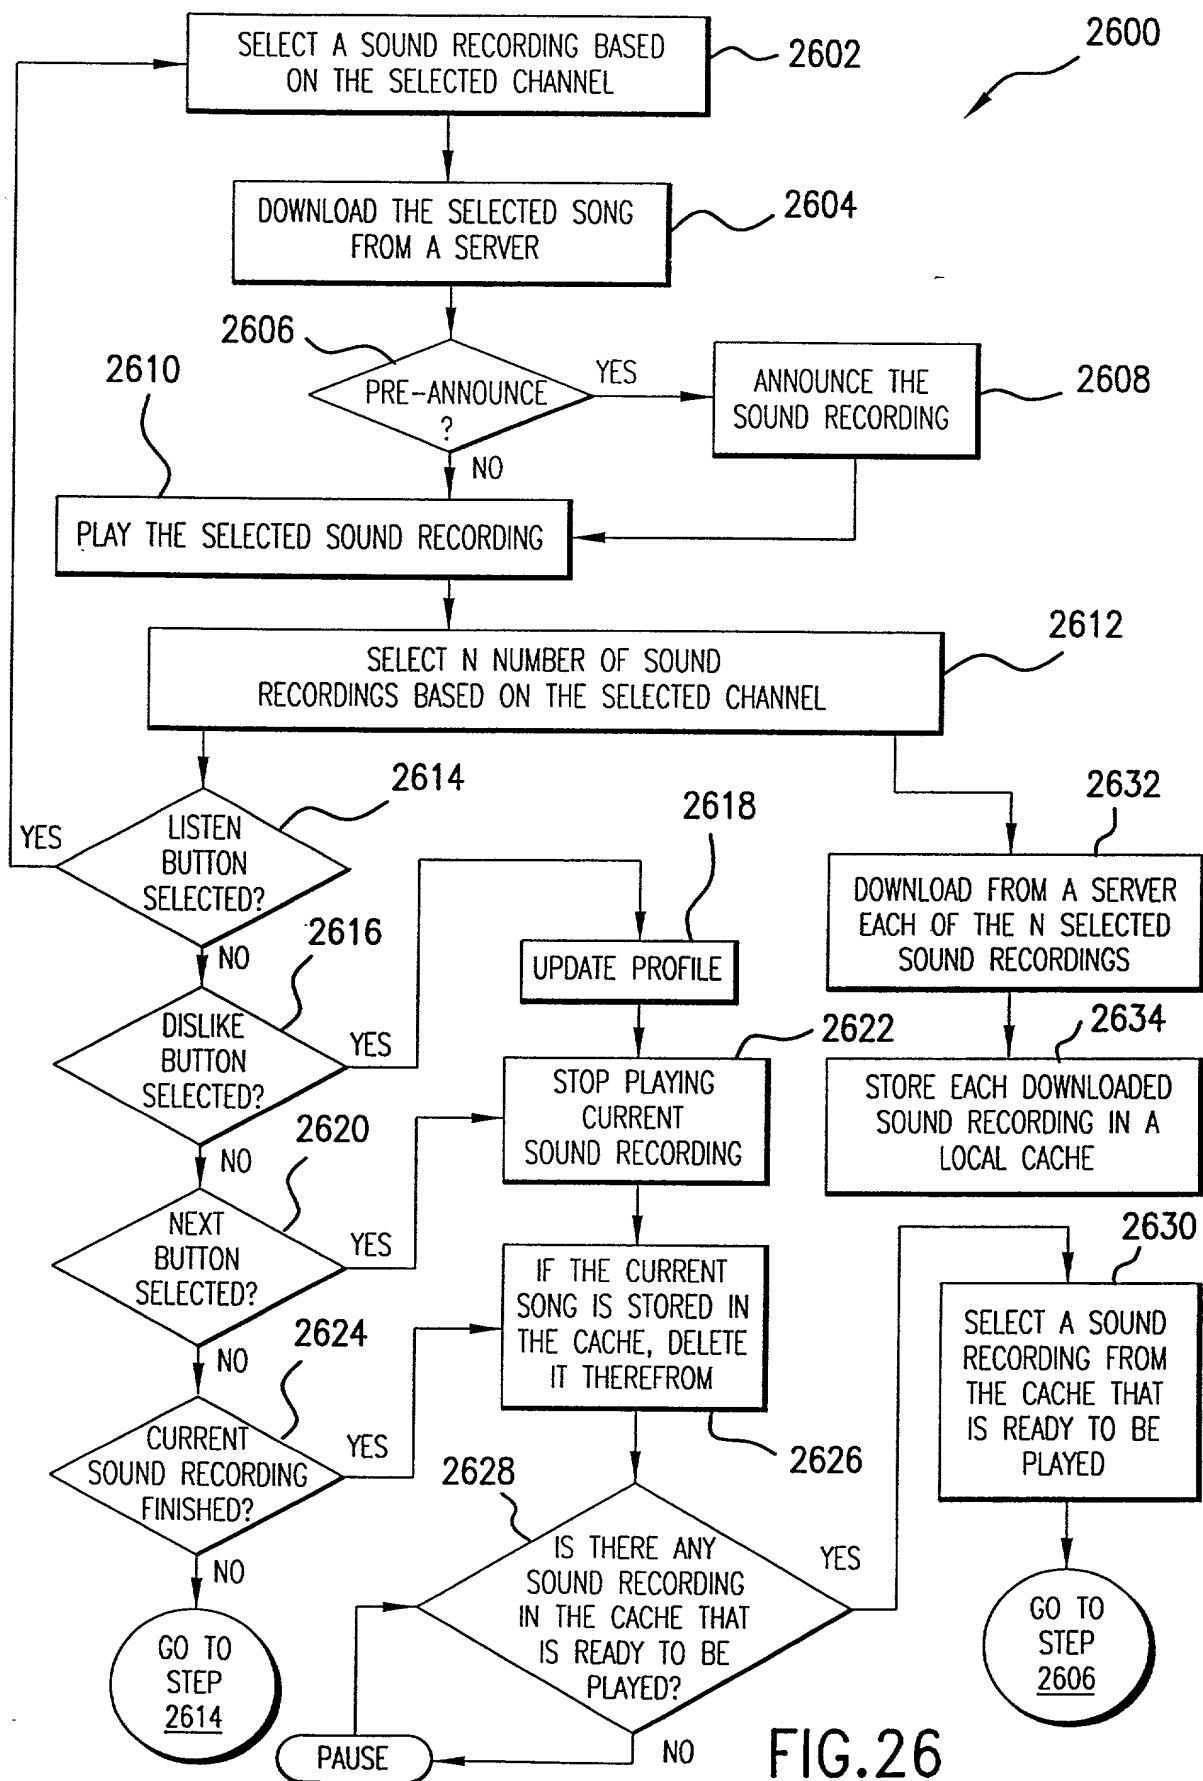 2600
SELECT A SOUND RECORDING BASED
ON THE SELECTED CHANNEL
2602
DOWNLOAD THE SELECTED SONG
FROM A SERVER
2604
2606
PRE-ANNOUNCE
?
YES
NO
ANNOUNCE THE
SOUND RECORDING
2608
2610
PLAY THE SELECTED SOUND RECORDING
2612
SELECT N NUMBER OF SOUND
RECORDINGS BASED ON THE SELECTED CHANNEL
2614
YES
LISTEN
BUTTON
SELECTED?
NO
2616
DISLIKE
BUTTON
SELECTED?
YES
NO
2620
NEXT
BUTTON
SELECTED?
YES
NO
2624
CURRENT
SOUND RECORDING
FINISHED?
YES
NO
GO TO
STEP
2614
2618
UPDATE PROFILE
2622
STOP PLAYING
CURRENT
SOUND RECORDING
IF THE CURRENT
SONG IS STORED IN
THE CACHE, DELETE
IT THEREFROM
2626
2628
IS THERE ANY
SOUND RECORDING
IN THE CACHE THAT
IS READY TO BE
PLAYED?
YES
NO
PAUSE
2632
DOWNLOAD FROM A SERVER
EACH OF THE N SELECTED
SOUND RECORDINGS
2634
STORE EACH DOWNLOADED
SOUND RECORDING IN A
LOCAL CACHE
2630
SELECT A SOUND
RECORDING FROM
THE CACHE THAT
IS READY TO BE
PLAYED
GO TO
STEP
2606
FIG.26